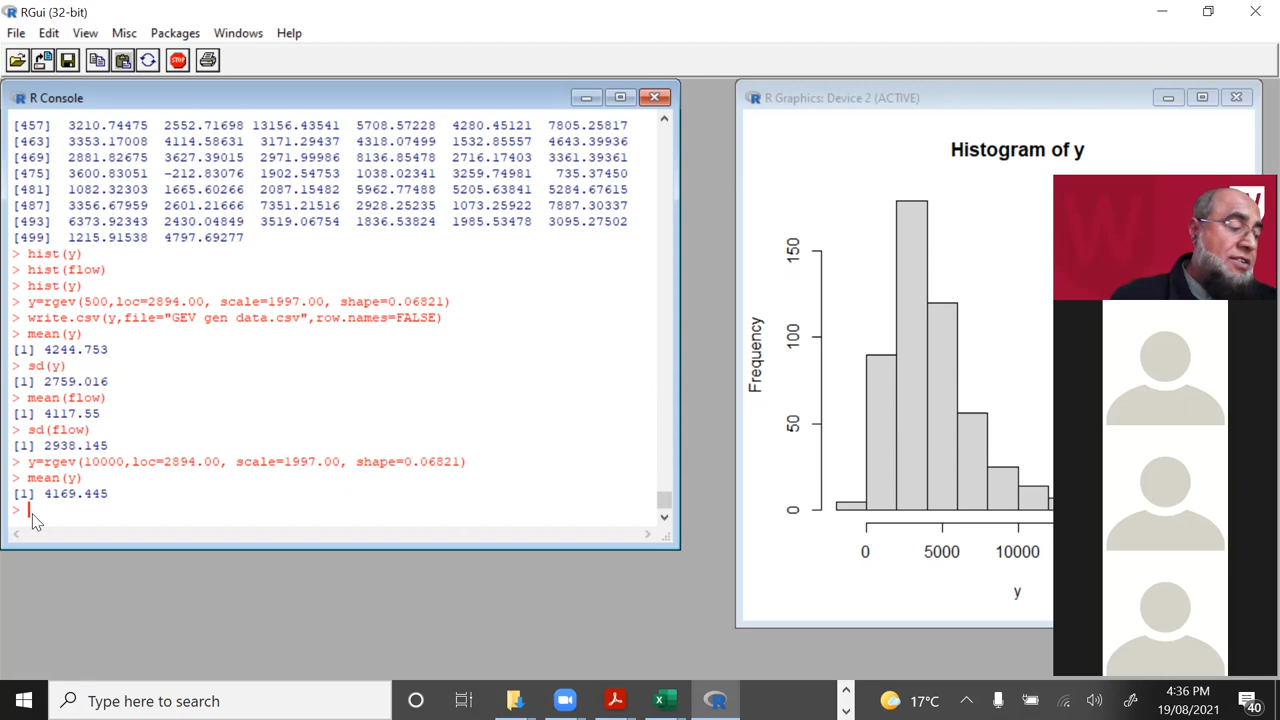 RGui (32-bit)
File Edit View Misc Packages Windows Help
STOP
R Console
[457] 3210.74475 2552.71698 13156.43541 5708.57228 4280.45121 7805.25817
[463] 3353.17008 4114.58631 3171.29437 4318.07499 1532.85557 4643.39936
[469] 2881.82675 3627.39015 2971.99986 8136.85478 2716.17403 3361.39361
[475] 3600.83051 -212.83076 1902.54753 1038.02341 3259.74981 735.37450
[481] 1082.32303 1665.60266 2087.15482 5962.77488 5205.63841 5284.67615
[487] 3356.67959 2601.21666 7351.21516 2928.25235 1073.25922 7887.30337
[493] 6373.92343 2430.04849 3519.06754 1836.53824 1985.53478 3095.27502
[499] 1215.91538 4797.69277
> hist(y)
> hist(flow)
> hist(y)
> y=rgev(500,loc=2894.00, scale=1997.00, shape=0.06821)
> write.csv(y,file="GEV gen data.csv",row.names=FALSE)
> mean(y)
[1] 4244.753
> sd(y)
[1] 2759.016
> mean(flow)
[1] 4117.55
> sd(flow)
[1] 2938.145
> y=rgev(10000,loc=2894.00, scale=1997.00, shape=0.06821)
> mean(y)
[1] 4169.445
>
R Graphics: Device 2 (ACTIVE)
Histogram of y
Frequency
150
100
50
0
0 5000 10000
y
W
Type here to search
17°C
4:36 PM
19/08/2021
40